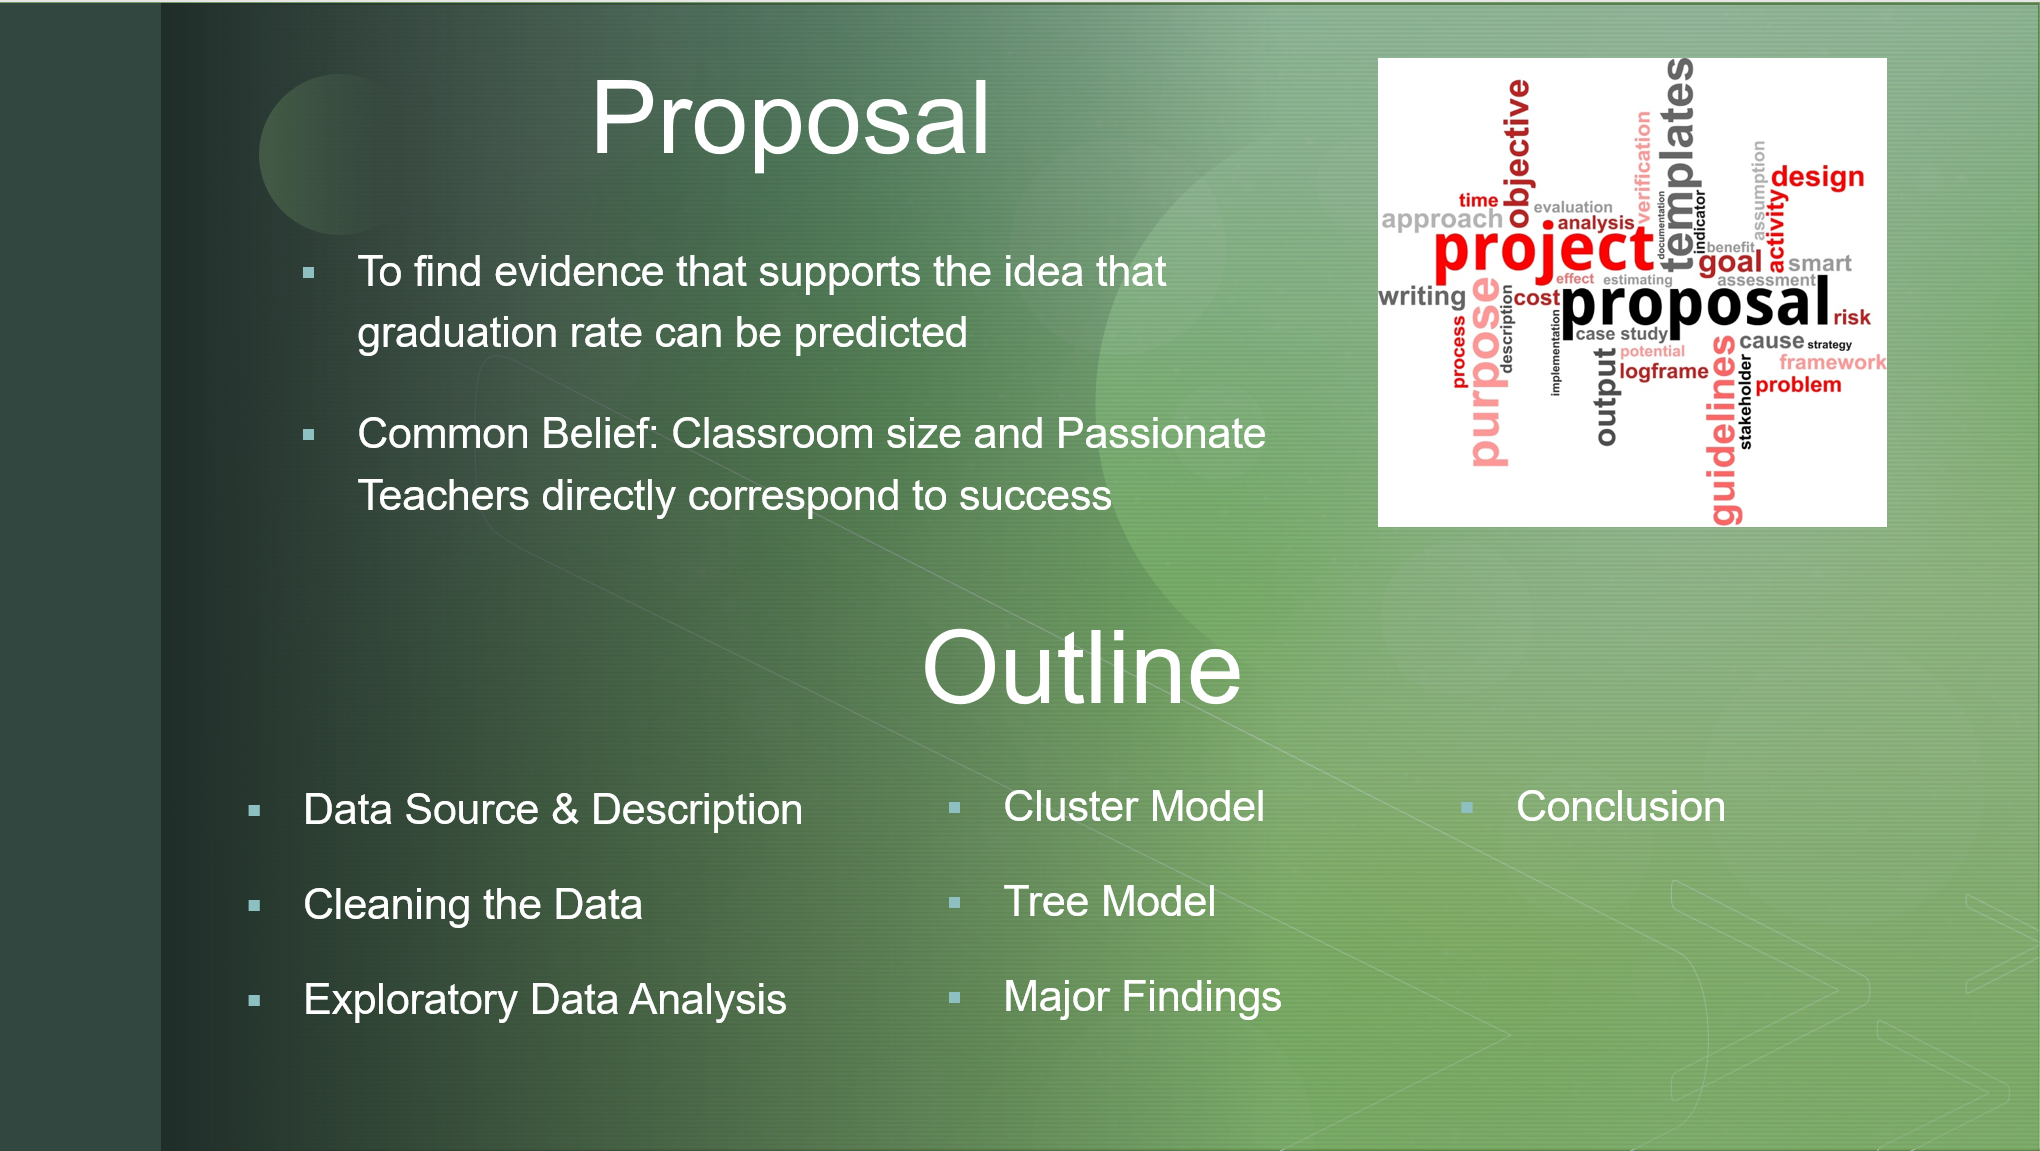 Proposal
To find evidence that supports the idea that
graduation rate can be predicted
Common Belief: Classroom size and Passionate
Teachers directly correspond to success
objective
verification
templates
assumption
design
time
evaluation
documentation
indicator
activity
approach
analysis
project
benefit
goal
smart
effect
estimating
assessment
writing
purpose
description
cost
proposal
risk
process
implementation
case study
cause
strategy
output
potential
guidelines
stakeholder
framework
logframe
problem
Outline
Data Source & Description
Cleaning the Data
Exploratory Data Analysis
Cluster Model
Tree Model
Major Findings
Conclusion